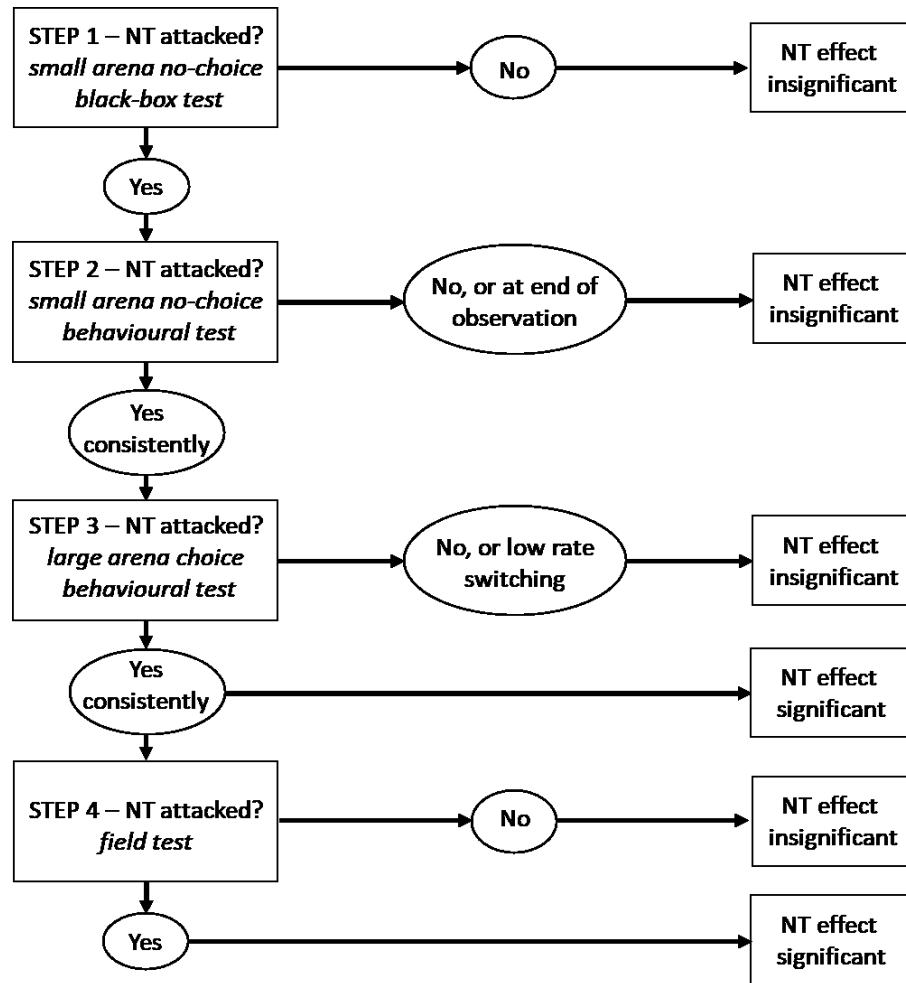 STEP 1 – NT attacked?
small arena no-choice
black-box test
No
NT effect
insignificant
Yes
STEP 2 – NT attacked?
small arena no-choice
behavioural test
No, or at end of
observation
NT effect
insignificant
Yes
consistently
STEP 3 – NT attacked?
large arena choice
behavioural test
No, or low rate
switching
NT effect
insignificant
Yes
consistently
NT effect
significant
STEP 4 – NT attacked?
field test
No
NT effect
insignificant
Yes
NT effect
significant